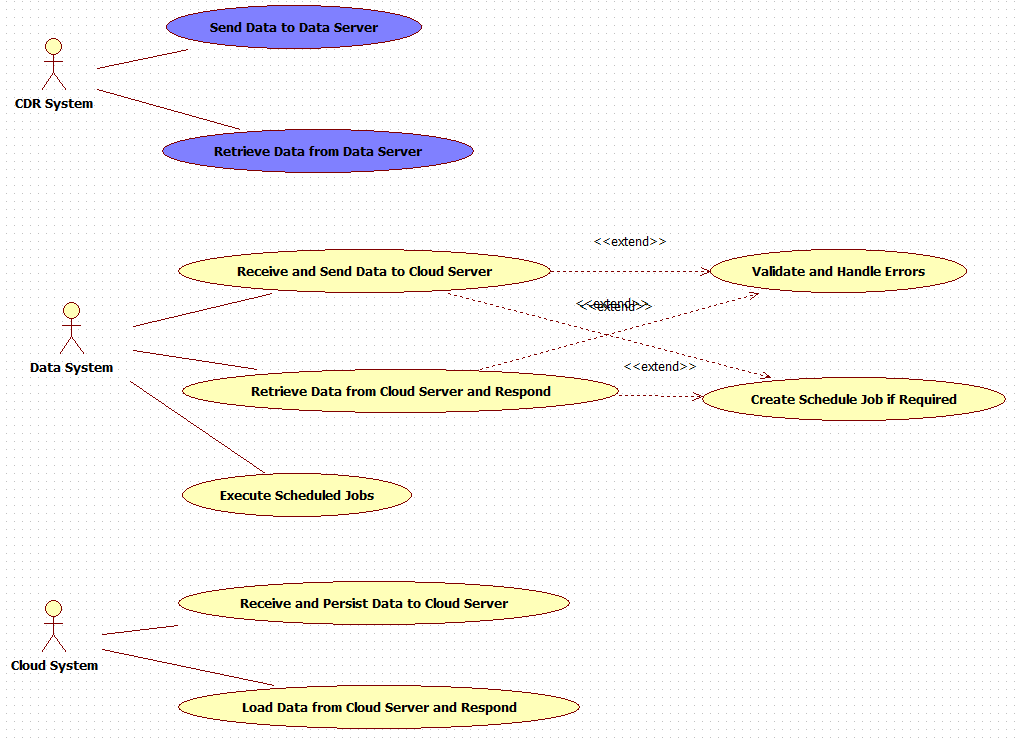 Send Data to Data Server
CDR System
Retrieve Data from Data Server
<<extend>>
Receive and Send Data to Cloud Server
Validate and Handle Errors
<<extend>>
<<extend>>
Data System
<<extend>>
Retrieve Data from Cloud Server and Respond
Create Schedule Job if Required
Execute Scheduled Jobs
Receive and Persist Data to Cloud Server
Cloud System
Load Data from Cloud Server and Respond